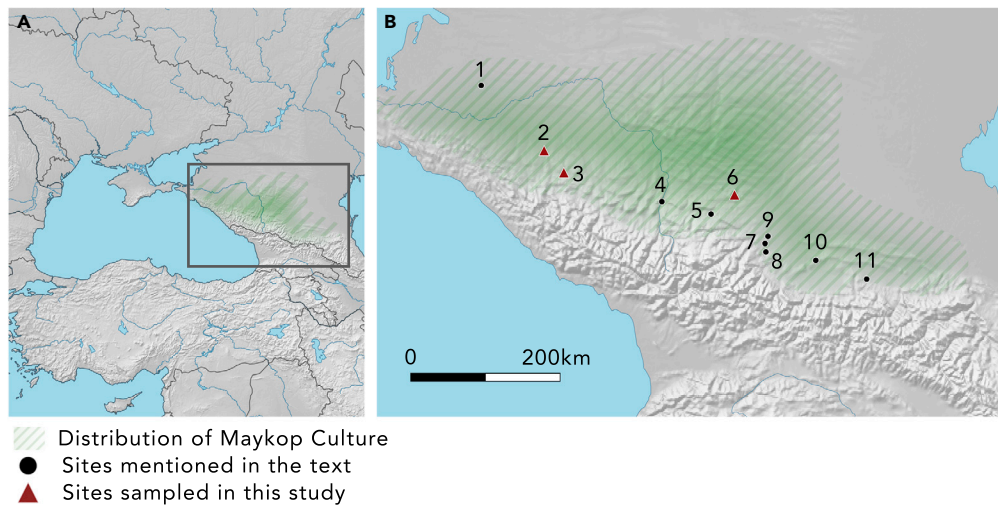 A
B
1
2
3
4
5
6
7
8
9
10
11
0 200km
Distribution of Maykop Culture
Sites mentioned in the text
Sites sampled in this study